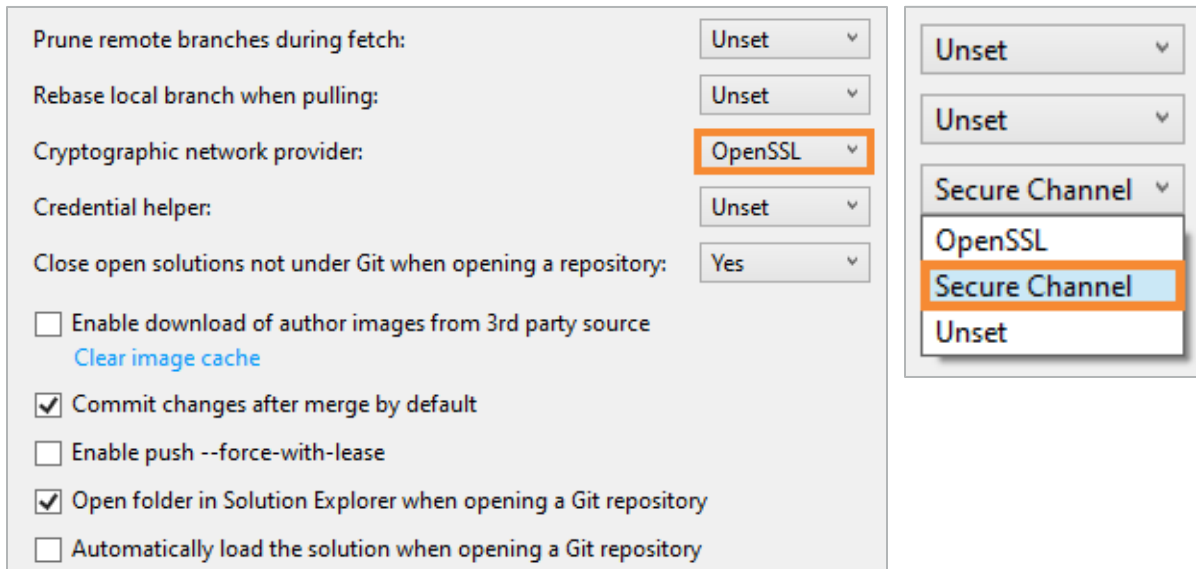 Prune remote branches during fetch: Unset
Rebase local branch when pulling: Unset
Cryptographic network provider: OpenSSL
Credential helper: Unset
Close open solutions not under Git when opening a repository: Yes
Enable download of author images from 3rd party source
Clear image cache
Commit changes after merge by default
Enable push --force-with-lease
Open folder in Solution Explorer when opening a Git repository
Automatically load the solution when opening a Git repository
Unset
Unset
Secure Channel
OpenSSL
Secure Channel
Unset